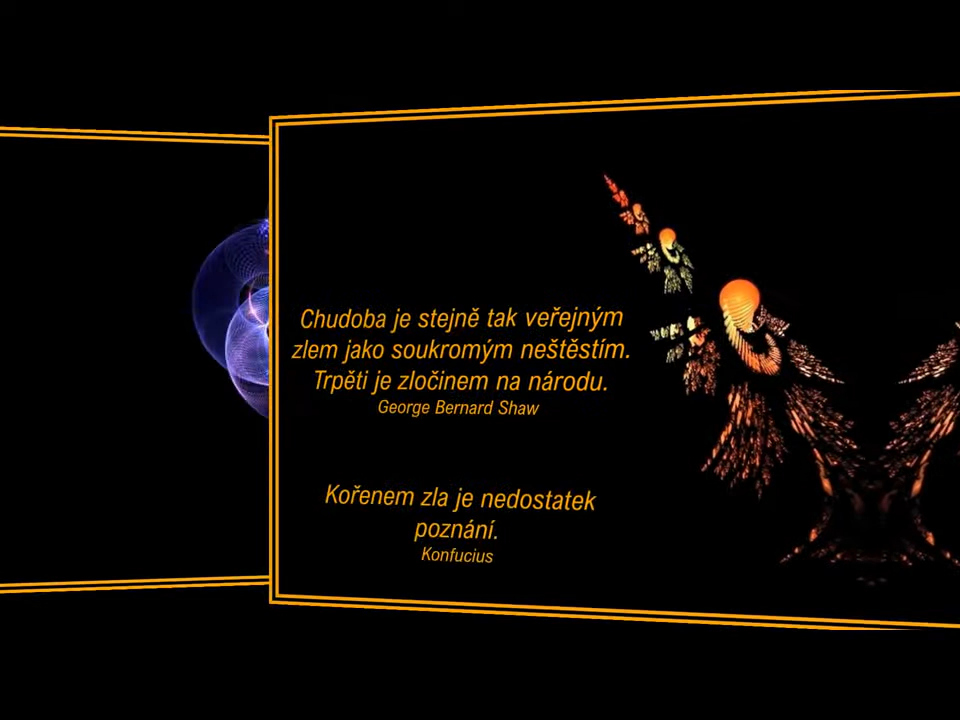 Chudoba je stejně tak veřejným
zlem jako soukromým neštěstím.
Trpěti je zločinem na národu.
George Bernard Shaw
Kořenem zla je nedostatek
poznání.
Konfucius